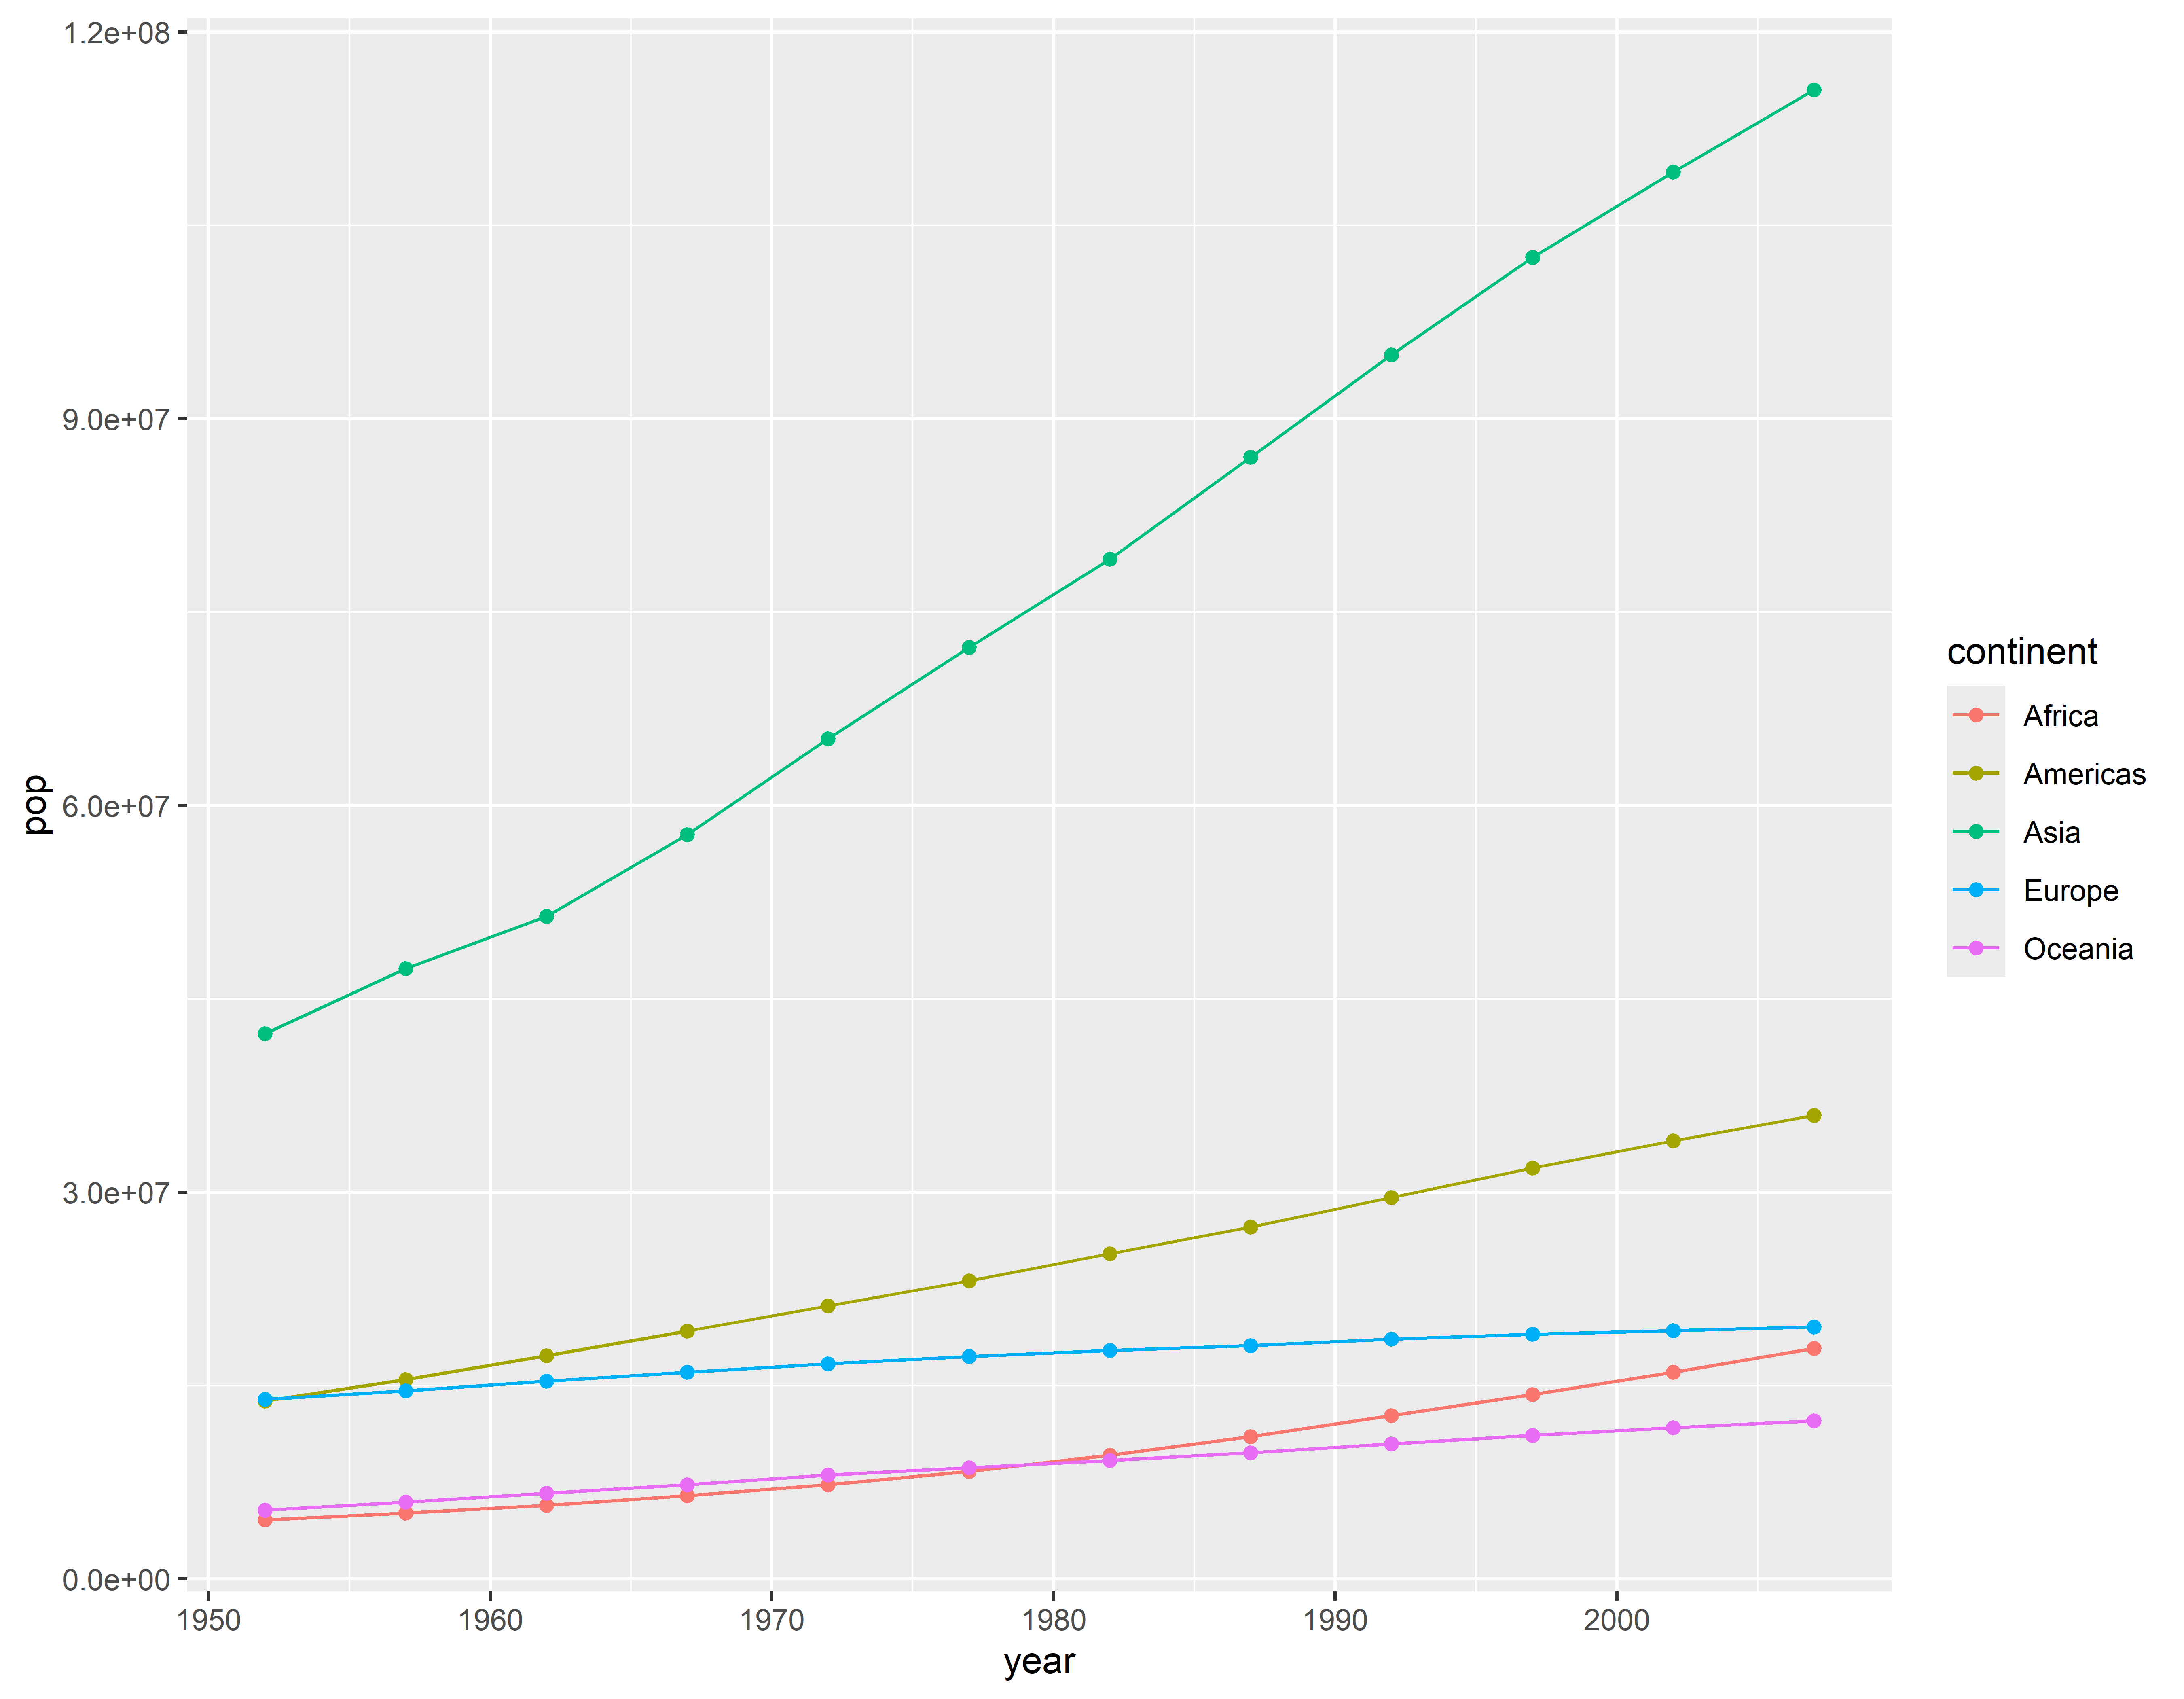 1.2e+08
9.0e+07
6.0e+07
3.0e+07
0.0e+00
pop
1950 1960 1970 1980 1990 2000
year
continent
Africa
Americas
Asia
Europe
Oceania